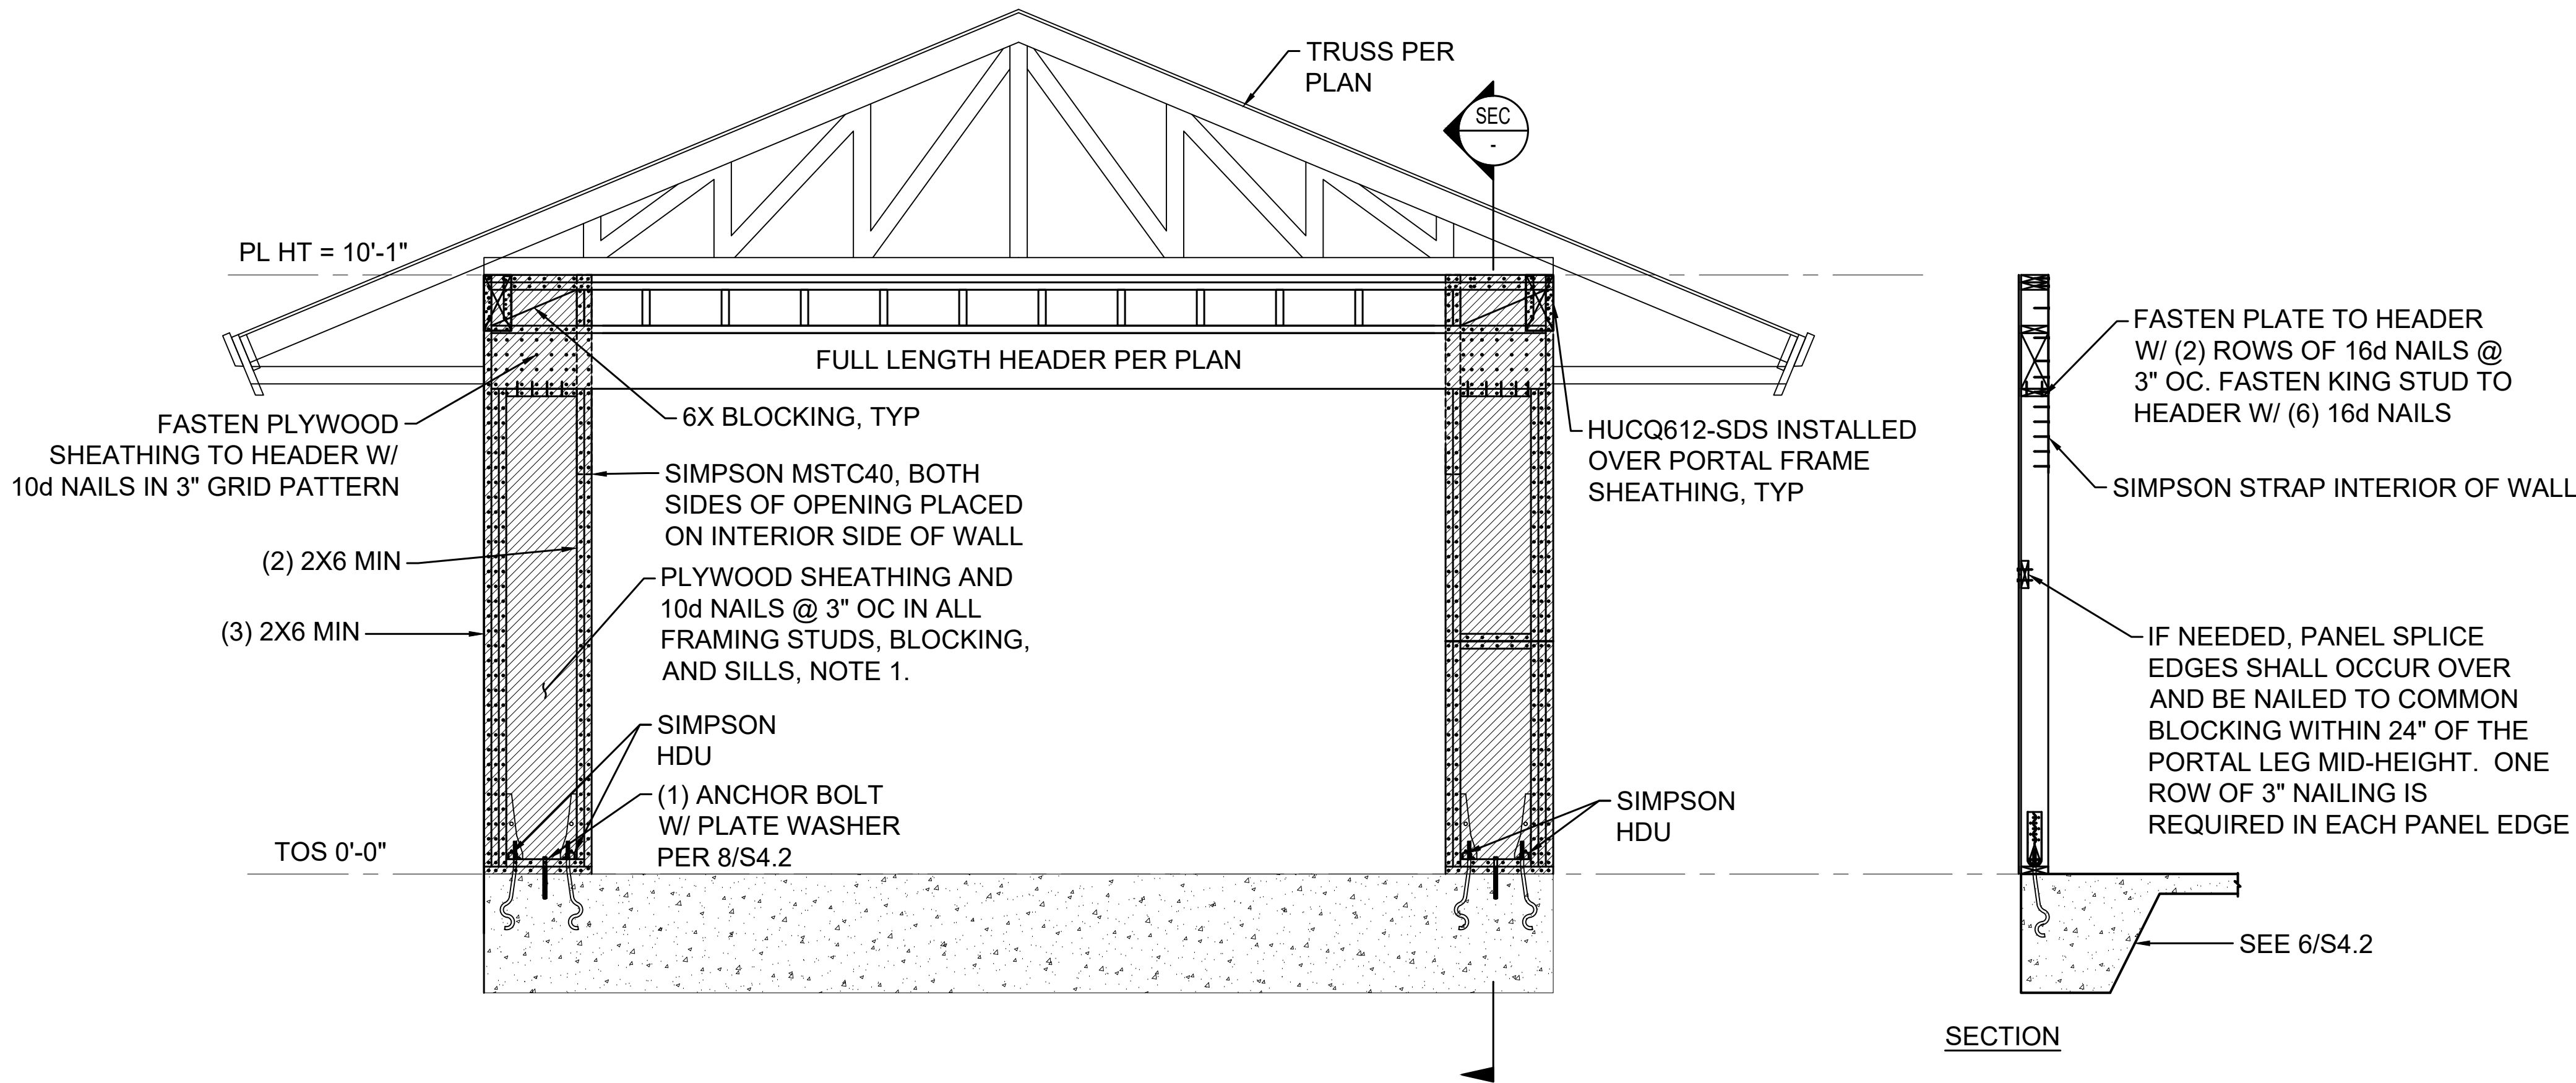 TRUSS PER
PLAN
SEC
-
PL HT = 10'-1"
FULL LENGTH HEADER PER PLAN
FASTEN PLYWOOD
SHEATHING TO HEADER W/
10d NAILS IN 3" GRID PATTERN
6X BLOCKING, TYP
SIMPSON MSTC40, BOTH
SIDES OF OPENING PLACED
ON INTERIOR SIDE OF WALL
(2) 2X6 MIN
PLYWOOD SHEATHING AND
10d NAILS @ 3" OC IN ALL
FRAMING STUDS, BLOCKING,
AND SILLS, NOTE 1.
(3) 2X6 MIN
SIMPSON
HDU
(1) ANCHOR BOLT
W/ PLATE WASHER
PER 8/S4.2
TOS 0'-0"
HUCQ612-SDS INSTALLED
OVER PORTAL FRAME
SHEATHING, TYP
SIMPSON
HDU
FASTEN PLATE TO HEADER
W/ (2) ROWS OF 16d NAILS @
3" OC. FASTEN KING STUD TO
HEADER W/ (6) 16d NAILS
SIMPSON STRAP INTERIOR OF WALL
IF NEEDED, PANEL SPLICE
EDGES SHALL OCCUR OVER
AND BE NAILED TO COMMON
BLOCKING WITHIN 24" OF THE
PORTAL LEG MID-HEIGHT. ONE
ROW OF 3" NAILING IS
REQUIRED IN EACH PANEL EDGE
SEE 6/S4.2
SECTION